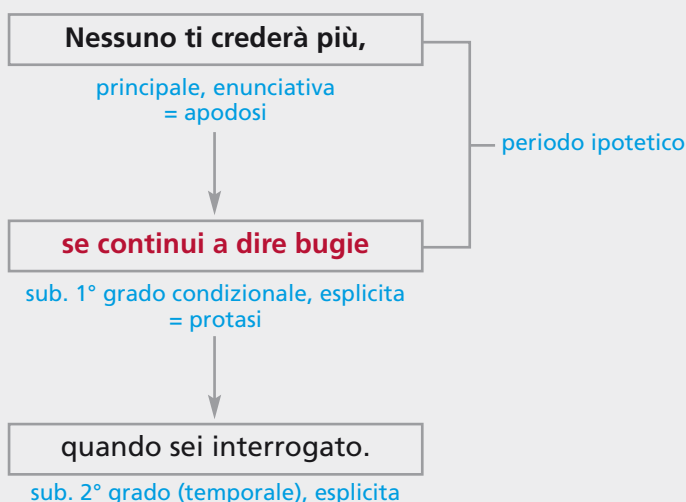 Nessuno ti crederà più,
principale, enunciativa
= apodosi
periodo ipotetico
se continui a dire bugie
sub. 1° grado condizionale, esplicita
= protasi
quando sei interrogato.
sub. 2° grado (temporale), esplicita